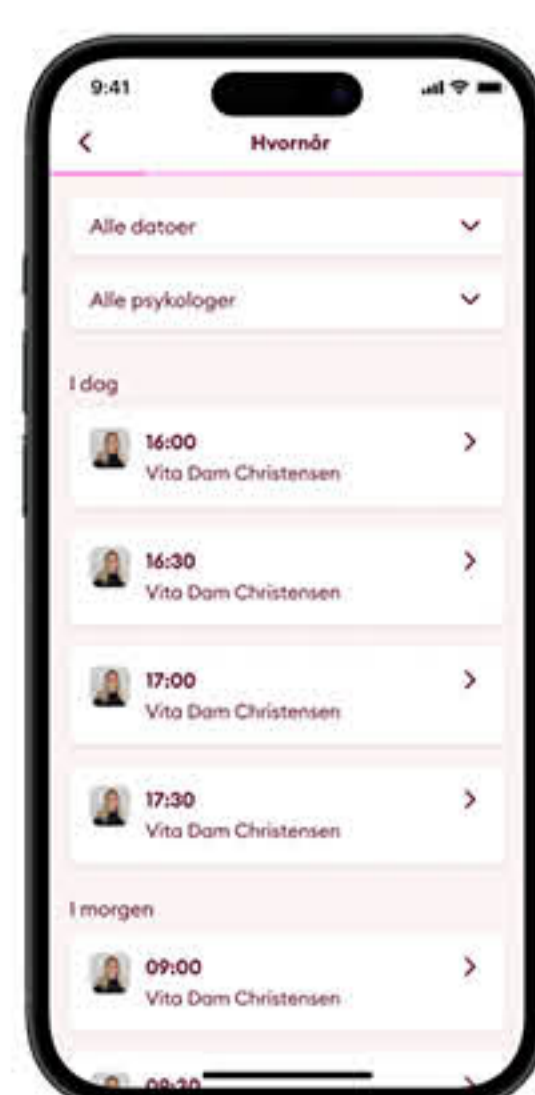 9:41
Hvornår
Alle datoer
Alle psykologer
I dag
16:00
Vita Dam Christensen
16:30
Vita Dam Christensen
17:00
Vita Dam Christensen
17:30
Vita Dam Christensen
I morgen
09:00
Vita Dam Christensen